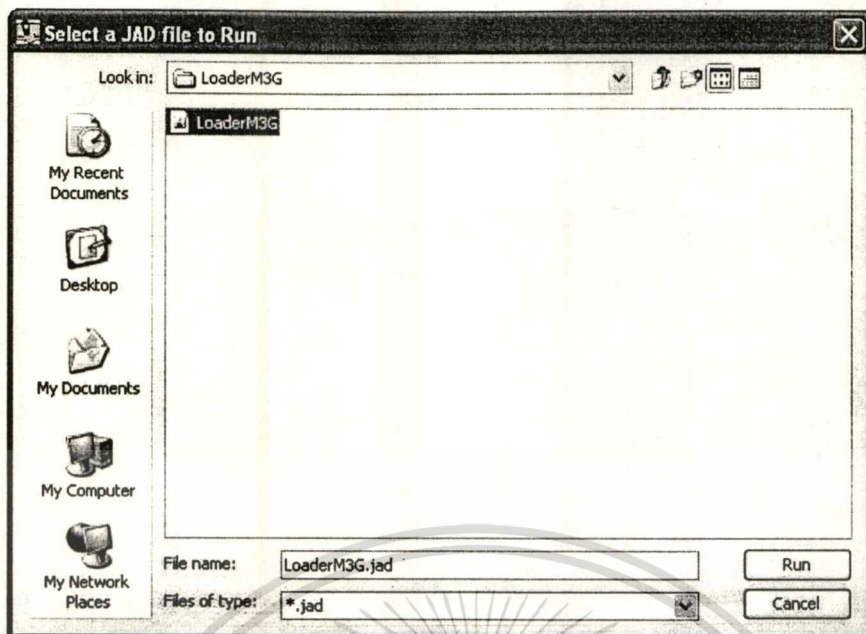 Select a JAD file to Run
Look in: LoaderM3G
LoaderM3G
My Recent
Documents
Desktop
My Documents
My Computer
My Network
Places
File name: LoaderM3G.jad
Run
Files of type: *.jad
Cancel